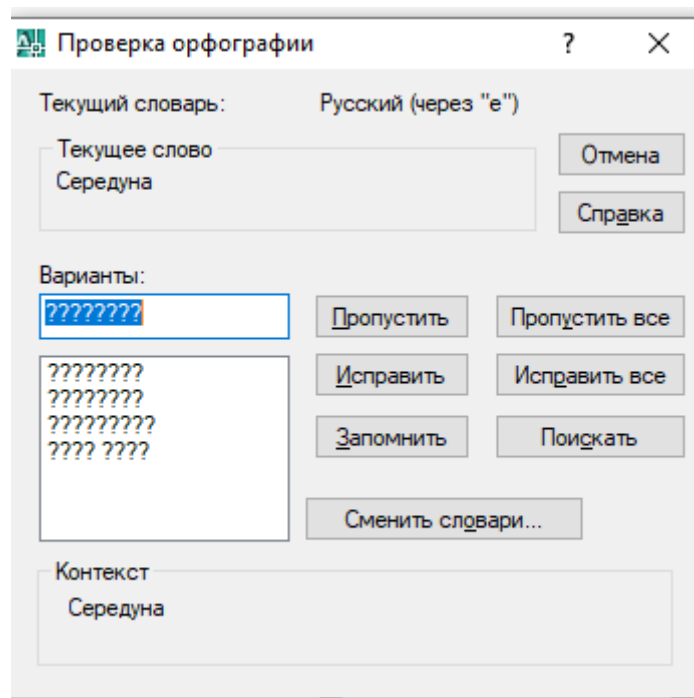 Проверка орфографии ? ×
Текущий словарь: Русский (через "е")
Текущее слово
Середуна
Отмена
Справка
Варианты:
????????
Пропустить
Пропустить все
????????
????????
?????????
???? ????
Исправить
Исправить все
Запомнить
Поискать
Сменить словари...
Контекст
Середуна